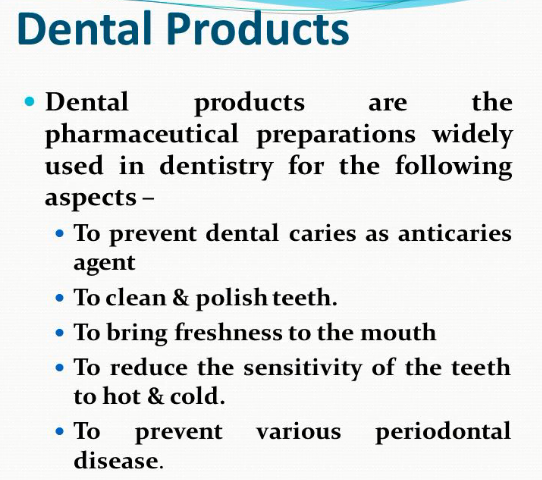 Dental Products
• Dental products are the
pharmaceutical preparations widely
used in dentistry for the following
aspects –
• To prevent dental caries as anticaries
agent
• To clean & polish teeth.
• To bring freshness to the mouth
• To reduce the sensitivity of the teeth
to hot & cold.
• To prevent various periodontal
disease.